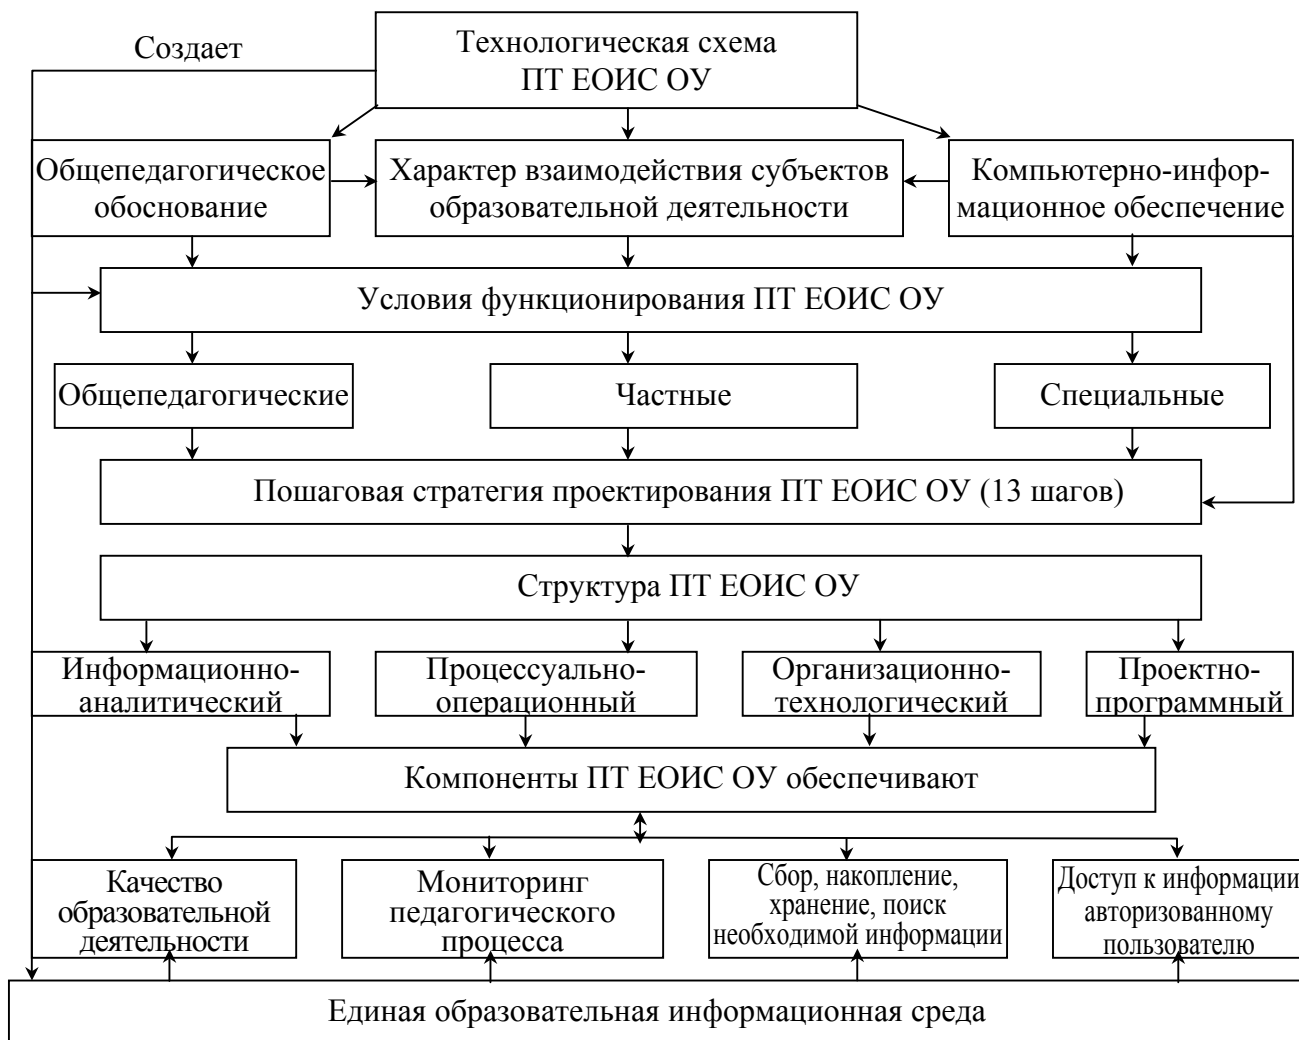 Создает
Технологическая схема
ПТ ЕОИС ОУ
Общепедагогическое
обоснование
Характер взаимодействия субъектов
образовательной деятельности
Компьютерно-инфор-
мационное обеспечение
Условия функционирования ПТ ЕОИС ОУ
Общепедагогические
Частные
Специальные
Пошаговая стратегия проектирования ПТ ЕОИС ОУ (13 шагов)
Структура ПТ ЕОИС ОУ
Информационно-
аналитический
Процессуально-
операционный
Организационно-
технологический
Проектно-
программный
Компоненты ПТ ЕОИС ОУ обеспечивают
Качество
образовательной
деятельности
Мониторинг
педагогического
процесса
Сбор, накопление,
хранение, поиск
необходимой информации
Доступ к информации
авторизованному
пользователю
Единая образовательная информационная среда